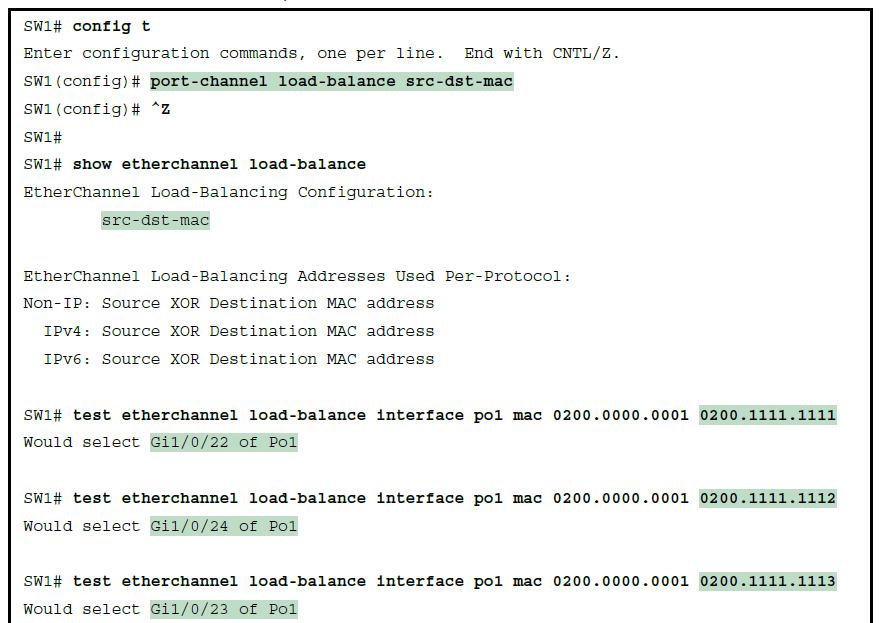 SW1# config t
Enter configuration commands, one per line.  End with CNTL/Z.
SW1(config)# port-channel load-balance src-dst-mac
SW1(config)# ^Z
SW1#
SW1# show etherchannel load-balance
EtherChannel Load-Balancing Configuration:
        src-dst-mac
EtherChannel Load-Balancing Addresses Used Per-Protocol:
Non-IP: Source XOR Destination MAC address
  IPv4: Source XOR Destination MAC address
  IPv6: Source XOR Destination MAC address
SW1# test etherchannel load-balance interface po1 mac 0200.0000.0001 0200.1111.1111
Would select Gi1/0/22 of Po1
SW1# test etherchannel load-balance interface po1 mac 0200.0000.0001 0200.1111.1112
Would select Gi1/0/24 of Po1
SW1# test etherchannel load-balance interface po1 mac 0200.0000.0001 0200.1111.1113
Would select Gi1/0/23 of Po1